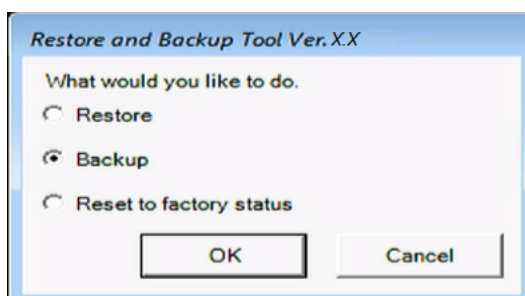 Restore and Backup Tool Ver. X.X
What would you like to do.
Restore
Backup
Reset to factory status
OK Cancel